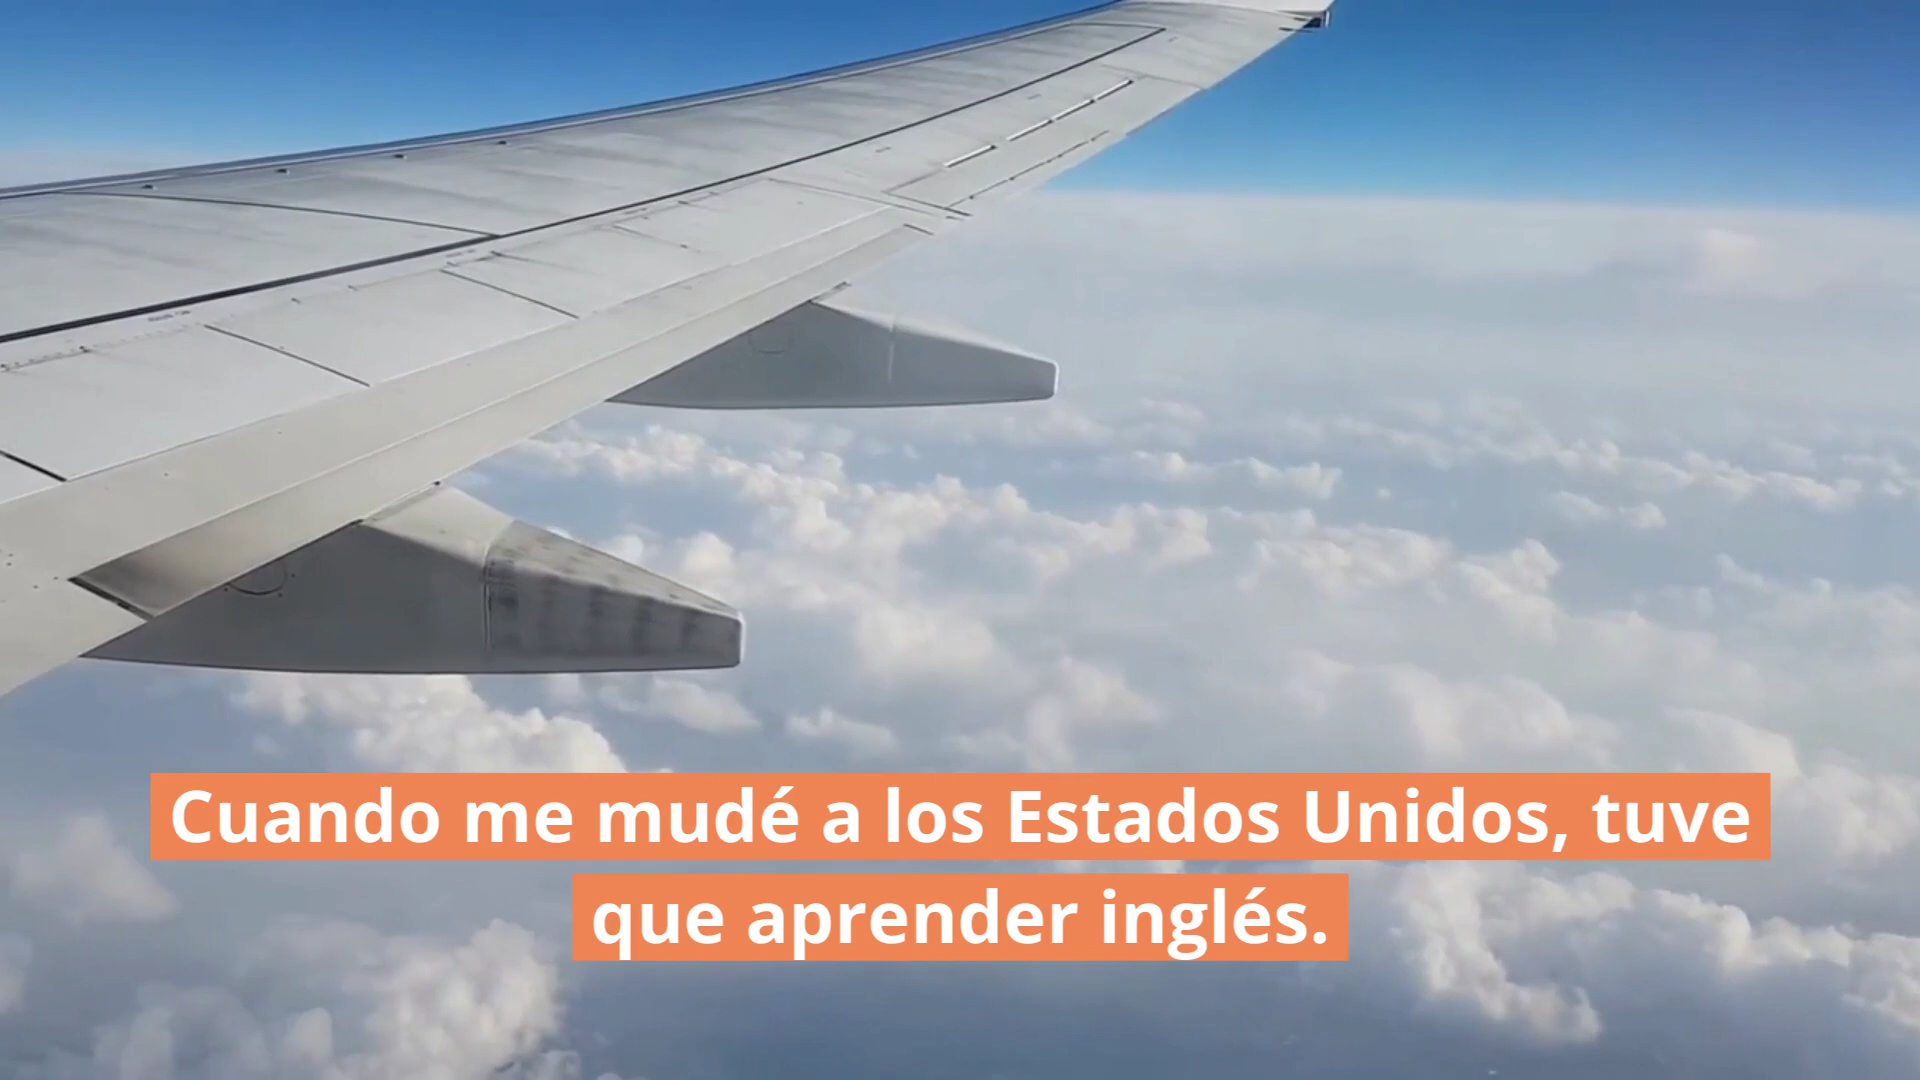 Cuando me mudé a los Estados Unidos, tuve
que aprender inglés.